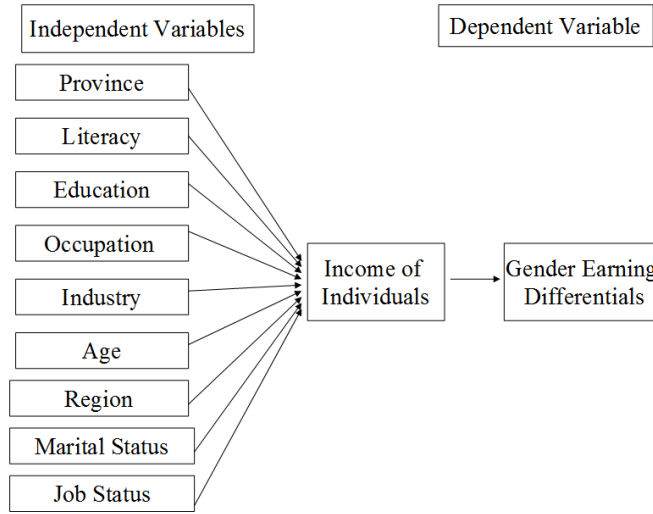 Independent Variables
Dependent Variable
Province
Literacy
Education
Occupation
Industry
Age
Region
Marital Status
Job Status
Income of
Individuals
Gender Earning
Differentials